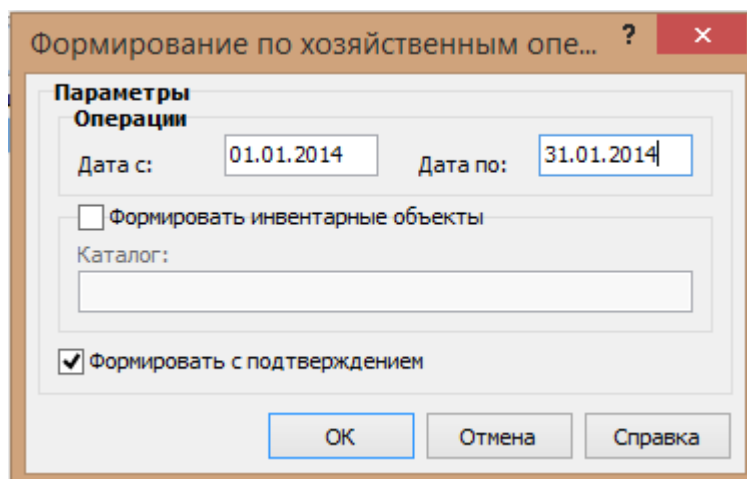 Формирование по хозяйственным опе... ?
Параметры
Операции
Дата с: 01.01.2014 Дата по: 31.01.2014
Формировать инвентарные объекты
Каталог:
Формировать с подтверждением
ОК Отмена Справка